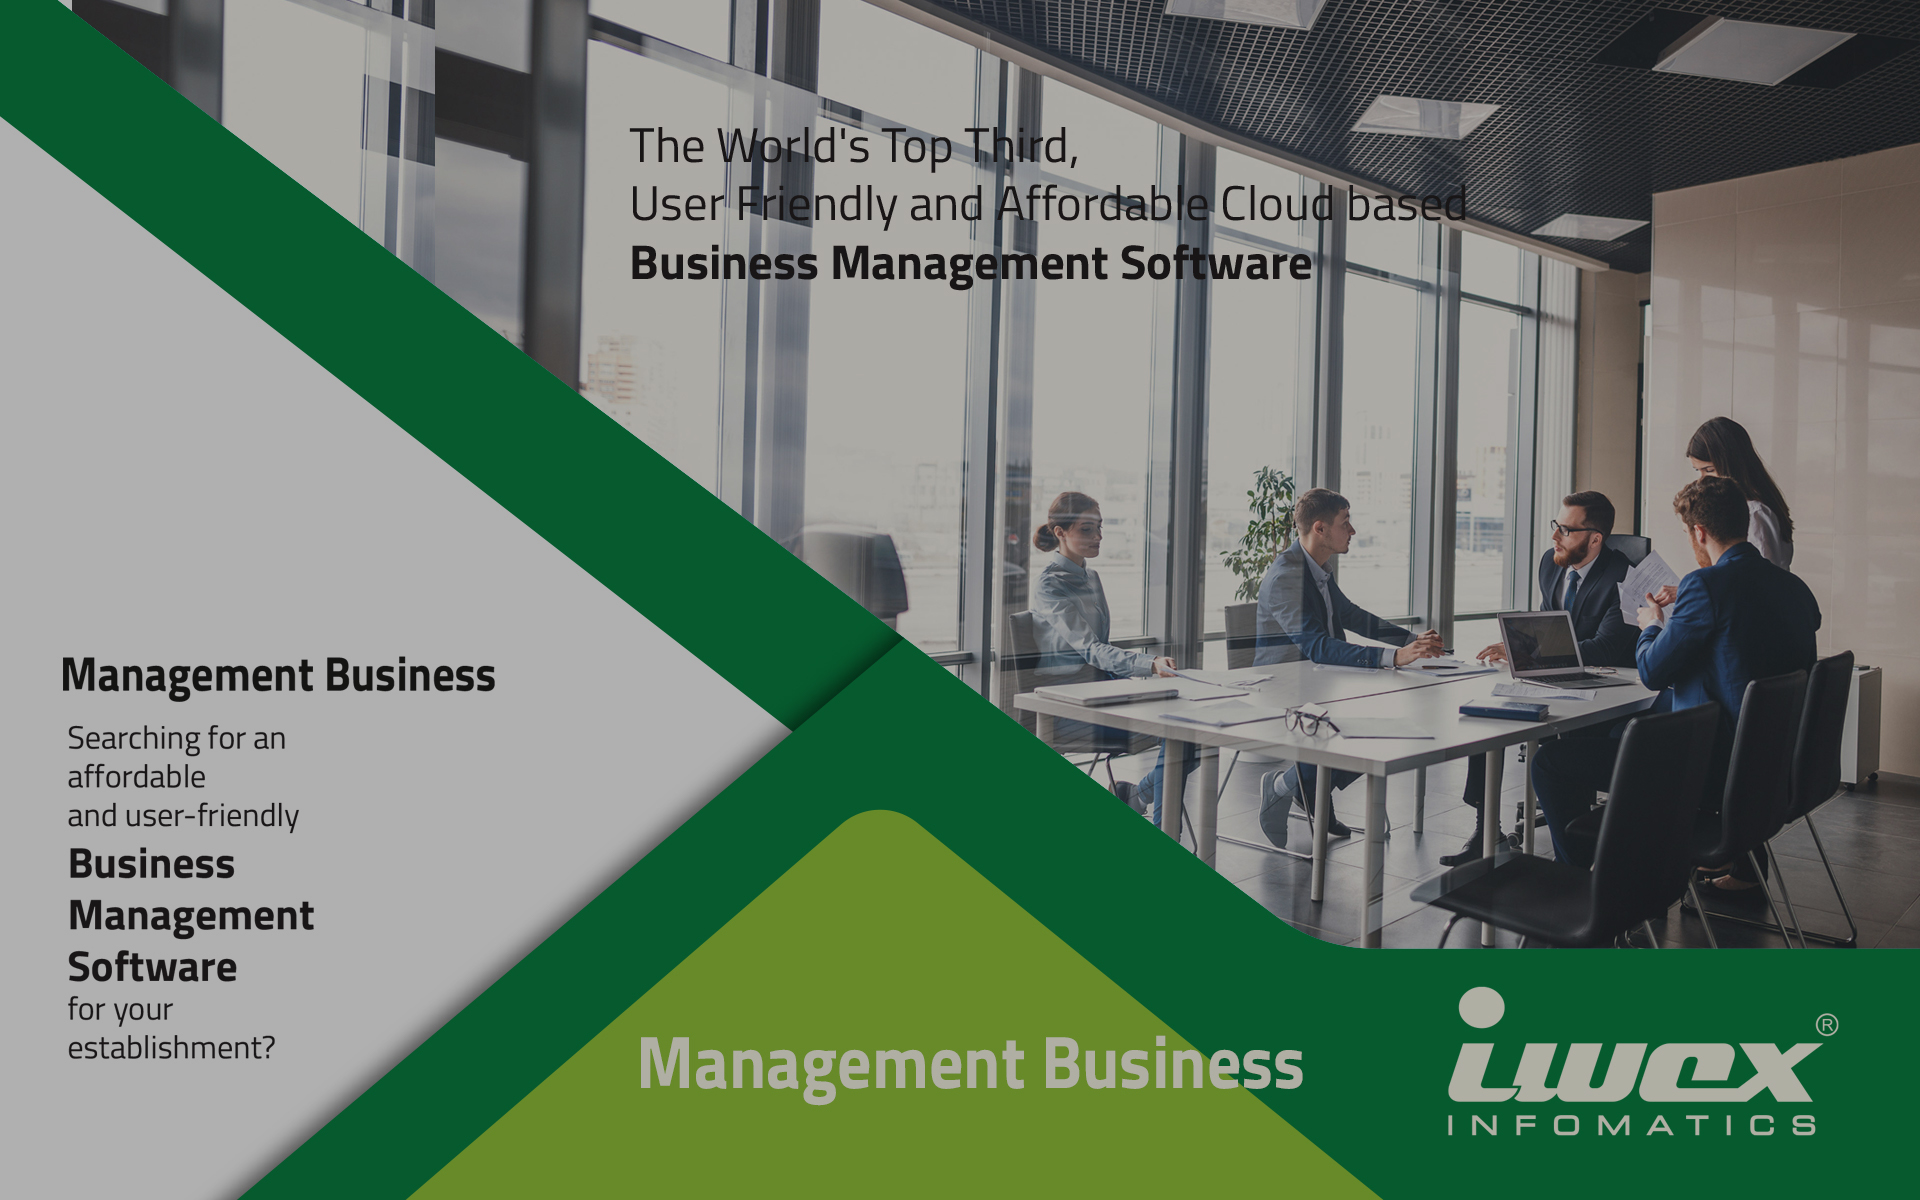 The World's Top Third,
User Friendly and Affordable Cloud based
Business Management Software
Management Business
Searching for an
affordable
and user-friendly
Business
Management
Software
for your
establishment?
Management Business
iwex®
INFOMATICS